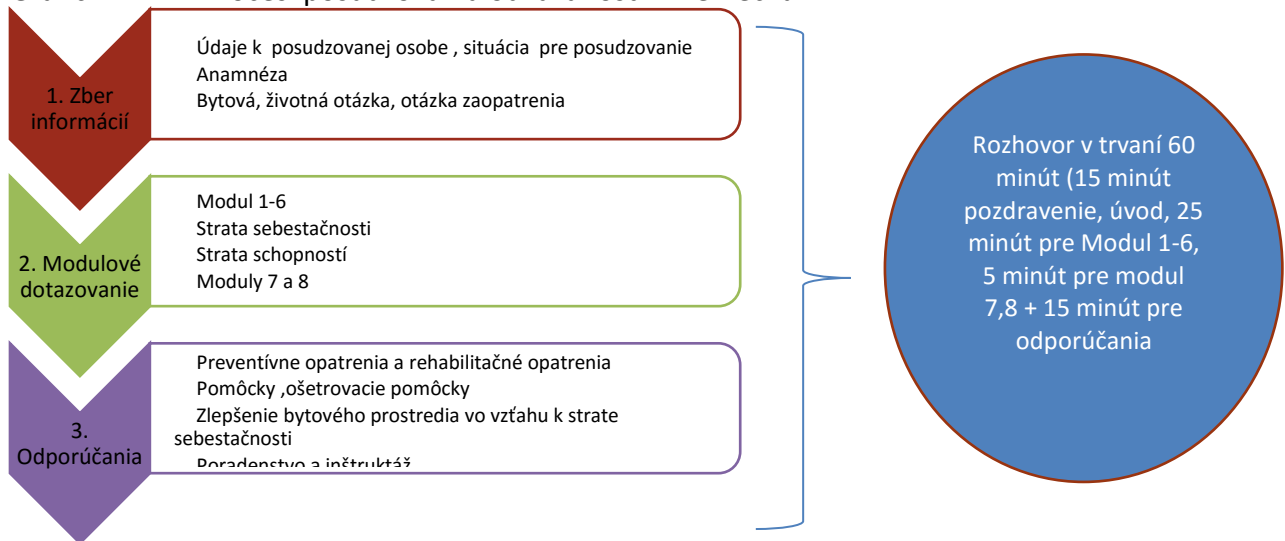 1. Zber
informácií
Údaje k posudzovanej osobe , situácia pre posudzovanie
Anamnéza
Bytová, životná otázka, otázka zaopatrenia
2. Modulové
dotazovanie
Modul 1-6
Strata sebestačnosti
Strata schopností
Moduly 7 a 8
3.
Odporúčania
Preventívne opatrenia a rehabilitačné opatrenia
Pomôcky ,ošetrovacie pomôcky
Zlepšenie bytového prostredia vo vzťahu k strate
sebestačnosti
Poradenstvo a inštruktáž
Rozhovor v trvaní 60
minút (15 minút
pozdravenie, úvod, 25
minút pre Modul 1-6,
5 minút pre modul
7,8 + 15 minút pre
odporúčania